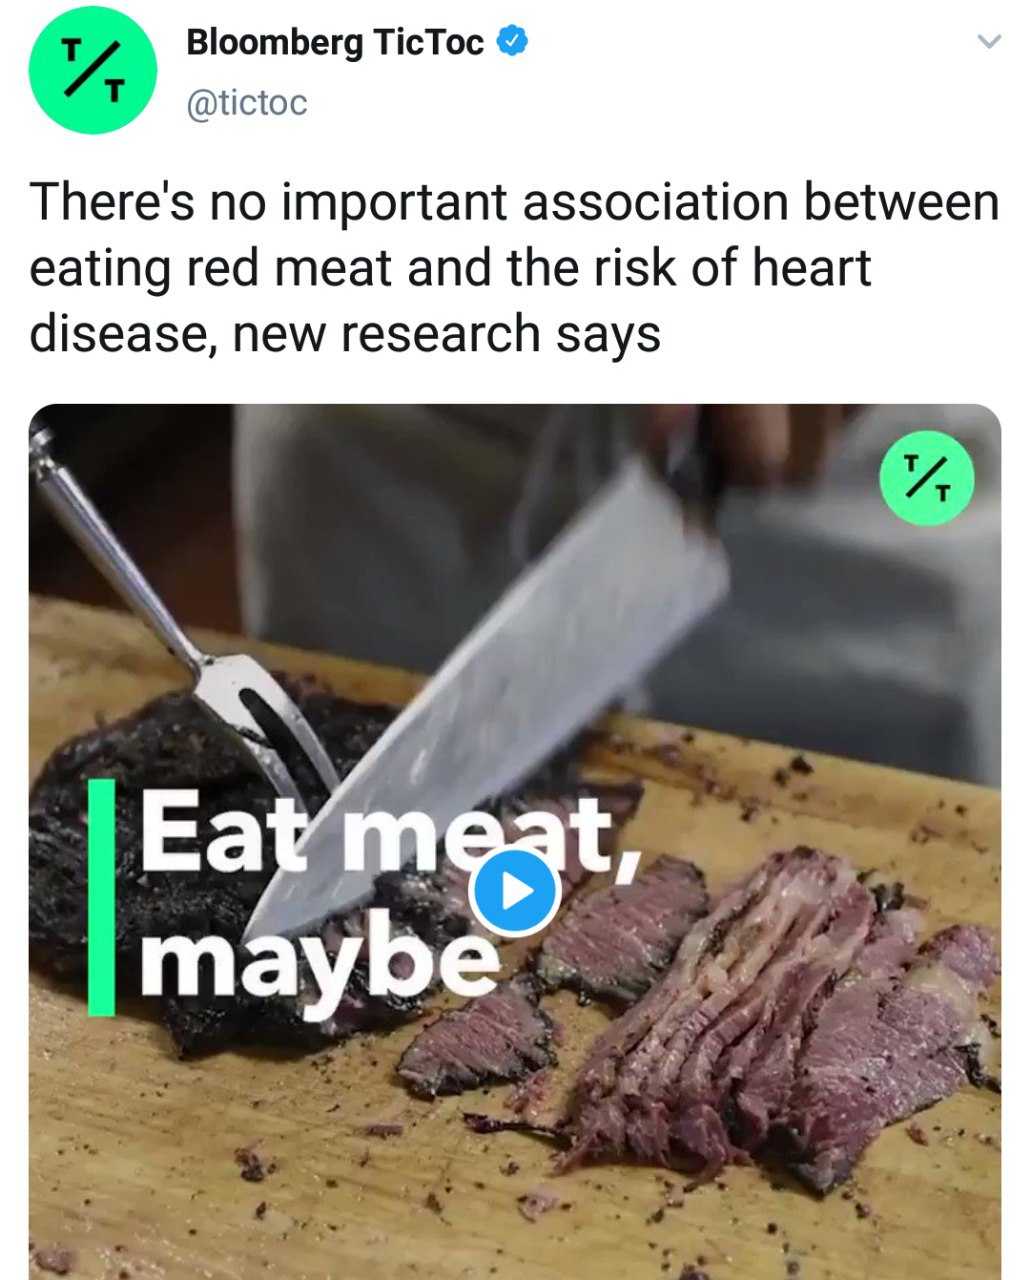 T/T
Bloomberg TicToc
@tictoc
There's no important association between
eating red meat and the risk of heart
disease, new research says
T/T
Eat meat,
maybe